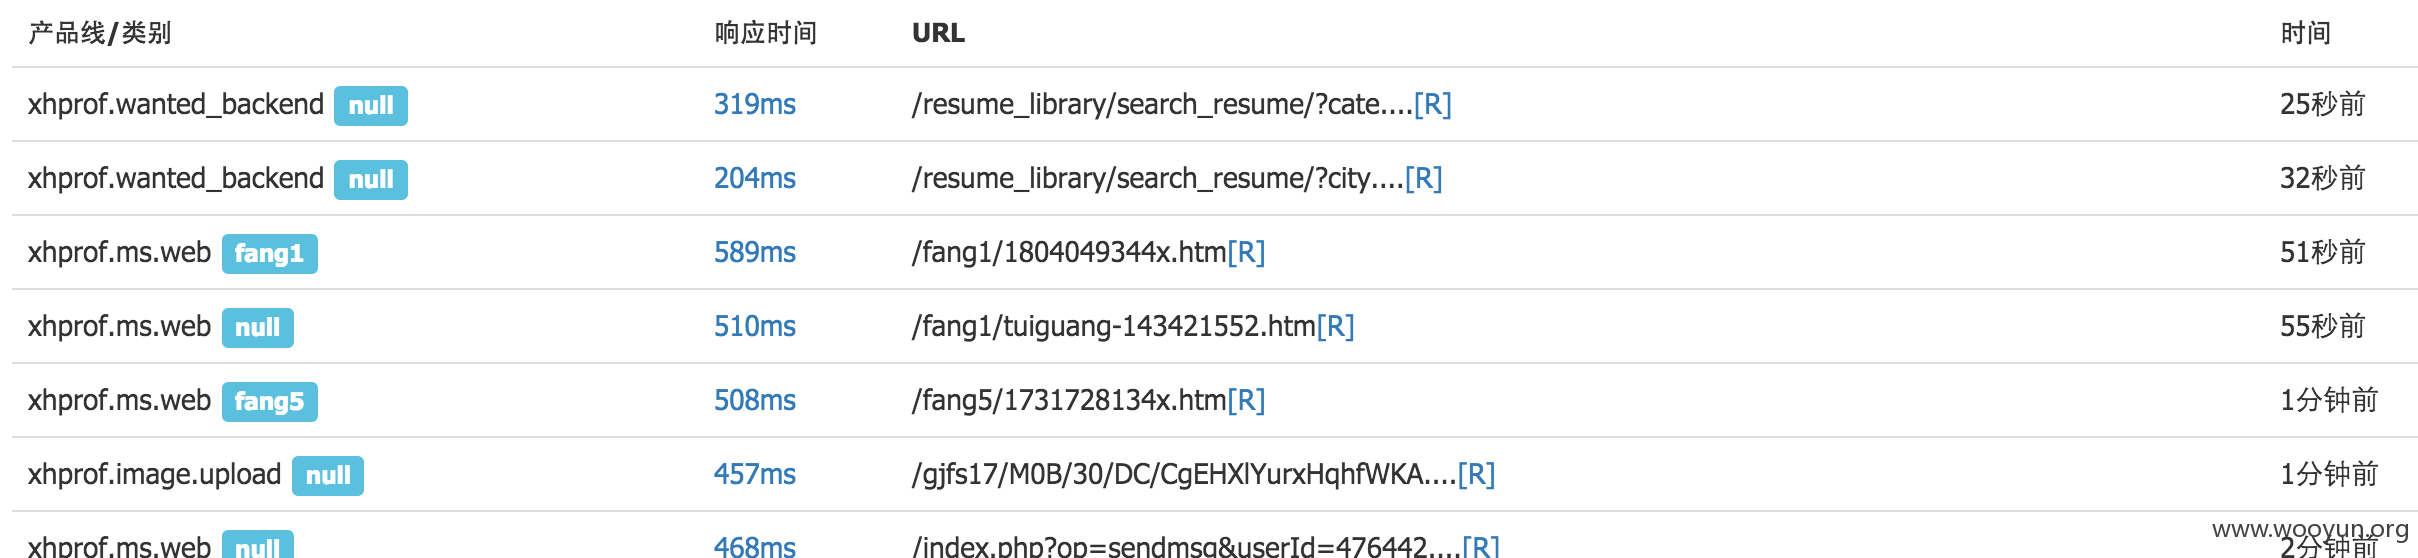 产品线/类别 响应时间 URL 时间
xhprof.wanted_backend null 319ms /resume_library/search_resume/?cate....[R] 25秒前
xhprof.wanted_backend null 204ms /resume_library/search_resume/?city....[R] 32秒前
xhprof.ms.web fang1 589ms /fang1/1804049344x.htm[R] 51秒前
xhprof.ms.web null 510ms /fang1/tuiguang-143421552.htm[R] 55秒前
xhprof.ms.web fang5 508ms /fang5/1731728134x.htm[R] 1分钟前
xhprof.image.upload null 457ms /gjfs17/M0B/30/DC/CgEHXlYurxHqhfWKA....[R] 1分钟前
xhprof.ms.web null 468ms /index.php?op=sendmsg&userId=476442....[R] 2分钟前
www.wooyun.org